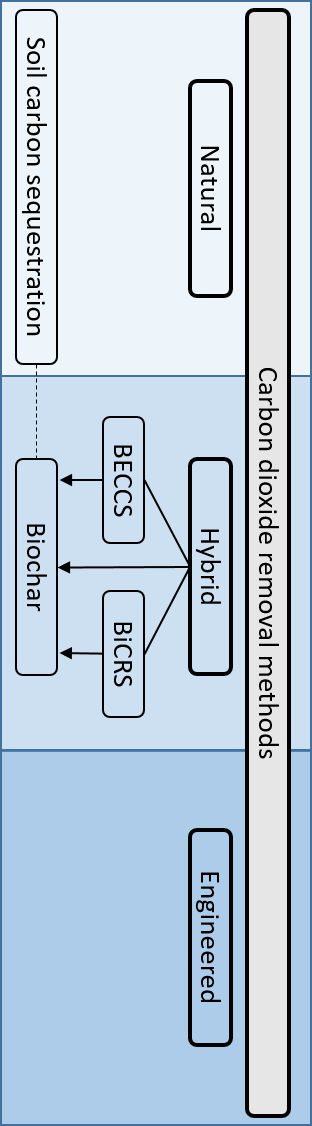 Carbon dioxide removal methods
Natural
Hybrid
Engineered
BECCS
BiCRS
Soil carbon sequestration
Biochar